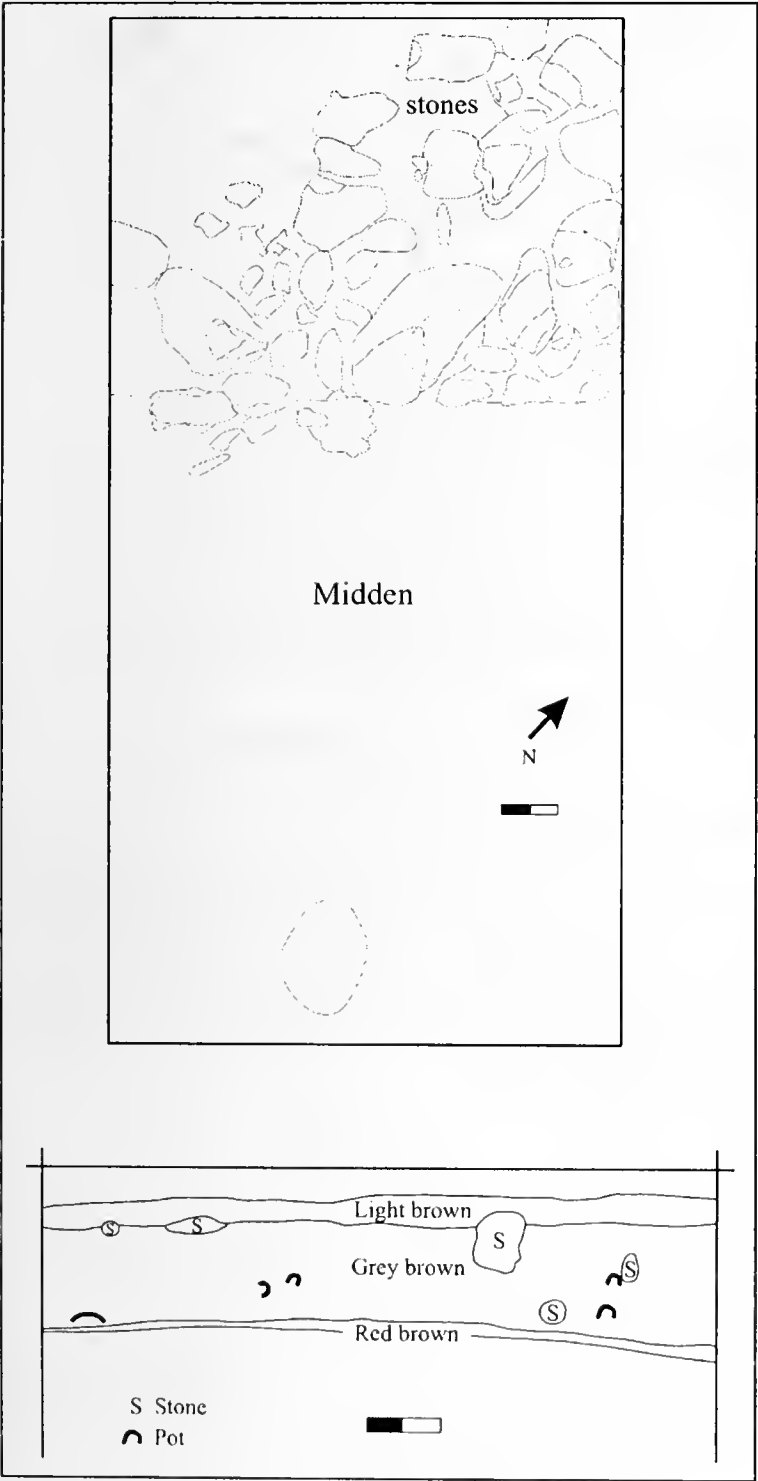 stones
Midden
N
Light brown
S
S
S
Grey brown
S
S
Red brown
S Stone
Pot